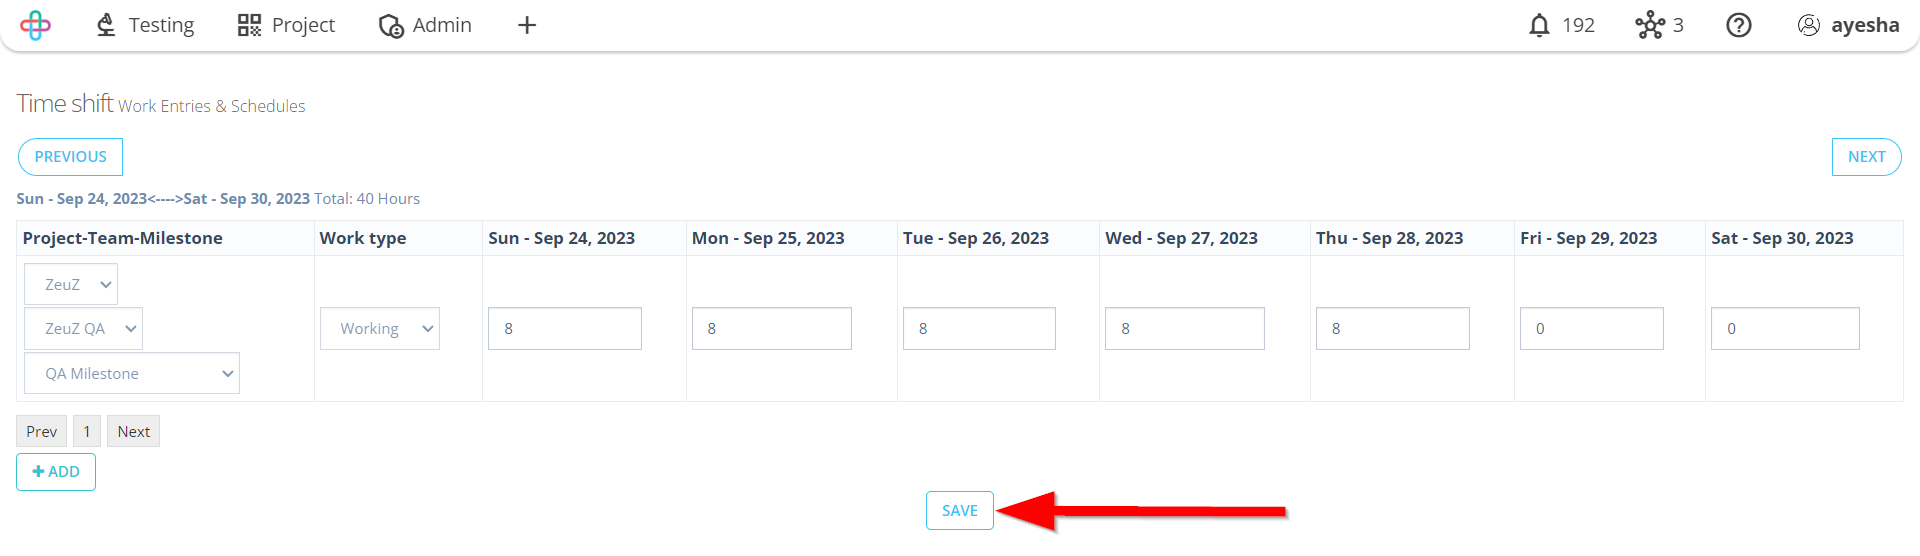 Testing Project Admin 192 3 ayesha
Time shift Work Entries & Schedules
PREVIOUS NEXT
Sun - Sep 24, 2023<---->Sat - Sep 30, 2023 Total: 40 Hours
Project-Team-Milestone Work type Sun - Sep 24, 2023 Mon - Sep 25, 2023 Tue - Sep 26, 2023 Wed - Sep 27, 2023 Thu - Sep 28, 2023 Fri - Sep 29, 2023 Sat - Sep 30, 2023
ZeuZ
ZeuZ QA Working 8 8 8 8 8 0 0
QA Milestone
Prev 1 Next
+ ADD
SAVE